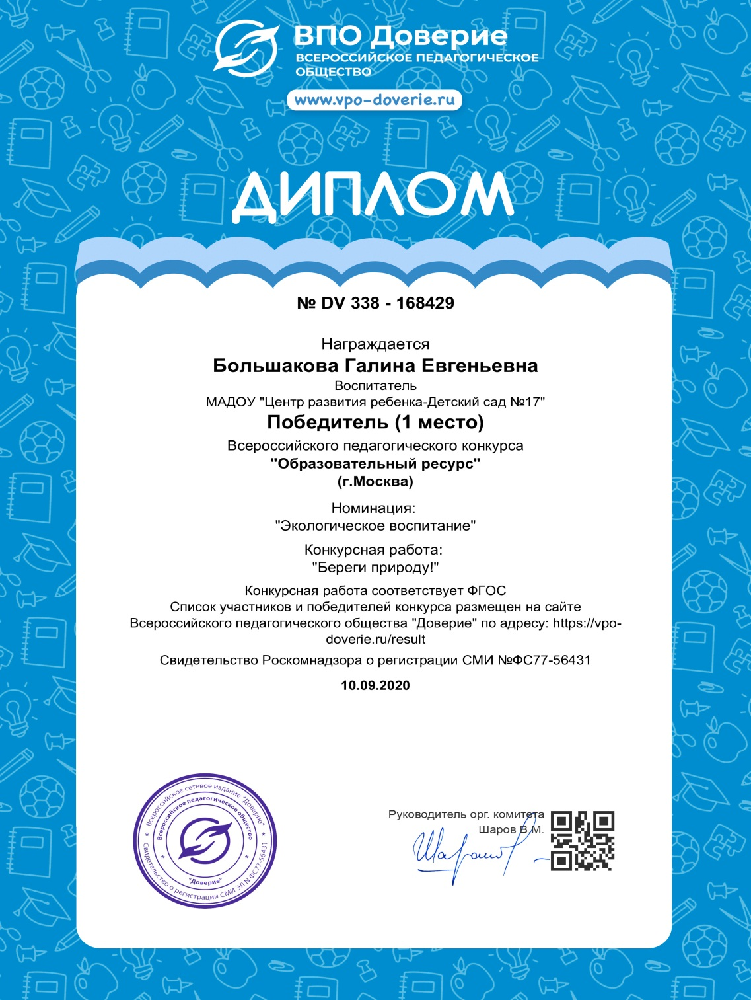 ВПО Доверие
ВСЕРОССИЙСКОЕ ПЕДАГОГИЧЕСКОЕ
ОБЩЕСТВО
www.vpo-doverie.ru
ДИПЛОМ
№ DV 338 - 168429
Награждается
Большакова Галина Евгеньевна
Воспитатель
МАДОУ "Центр развития ребенка-Детский сад №17"
Победитель (1 место)
Всероссийского педагогического конкурса
"Образовательный ресурс"
(г.Москва)
Номинация:
"Экологическое воспитание"
Конкурсная работа:
"Береги природу!"
Конкурсная работа соответствует ФГОС
Список участников и победителей конкурса размещен на сайте
Всероссийского педагогического общества "Доверие" по адресу: https://vpo-
doverie.ru/result
Свидетельство Роскомнадзора о регистрации СМИ №ФС77-56431
10.09.2020
Всероссийское сетевое издание "Доверие"
* Свидетельство о регистрации СМИ ЭЛ N ФС77-56431 *
Всероссийское педагогическое общество
* "Доверие" *
Руководитель орг. комитета
Шаров В.М.